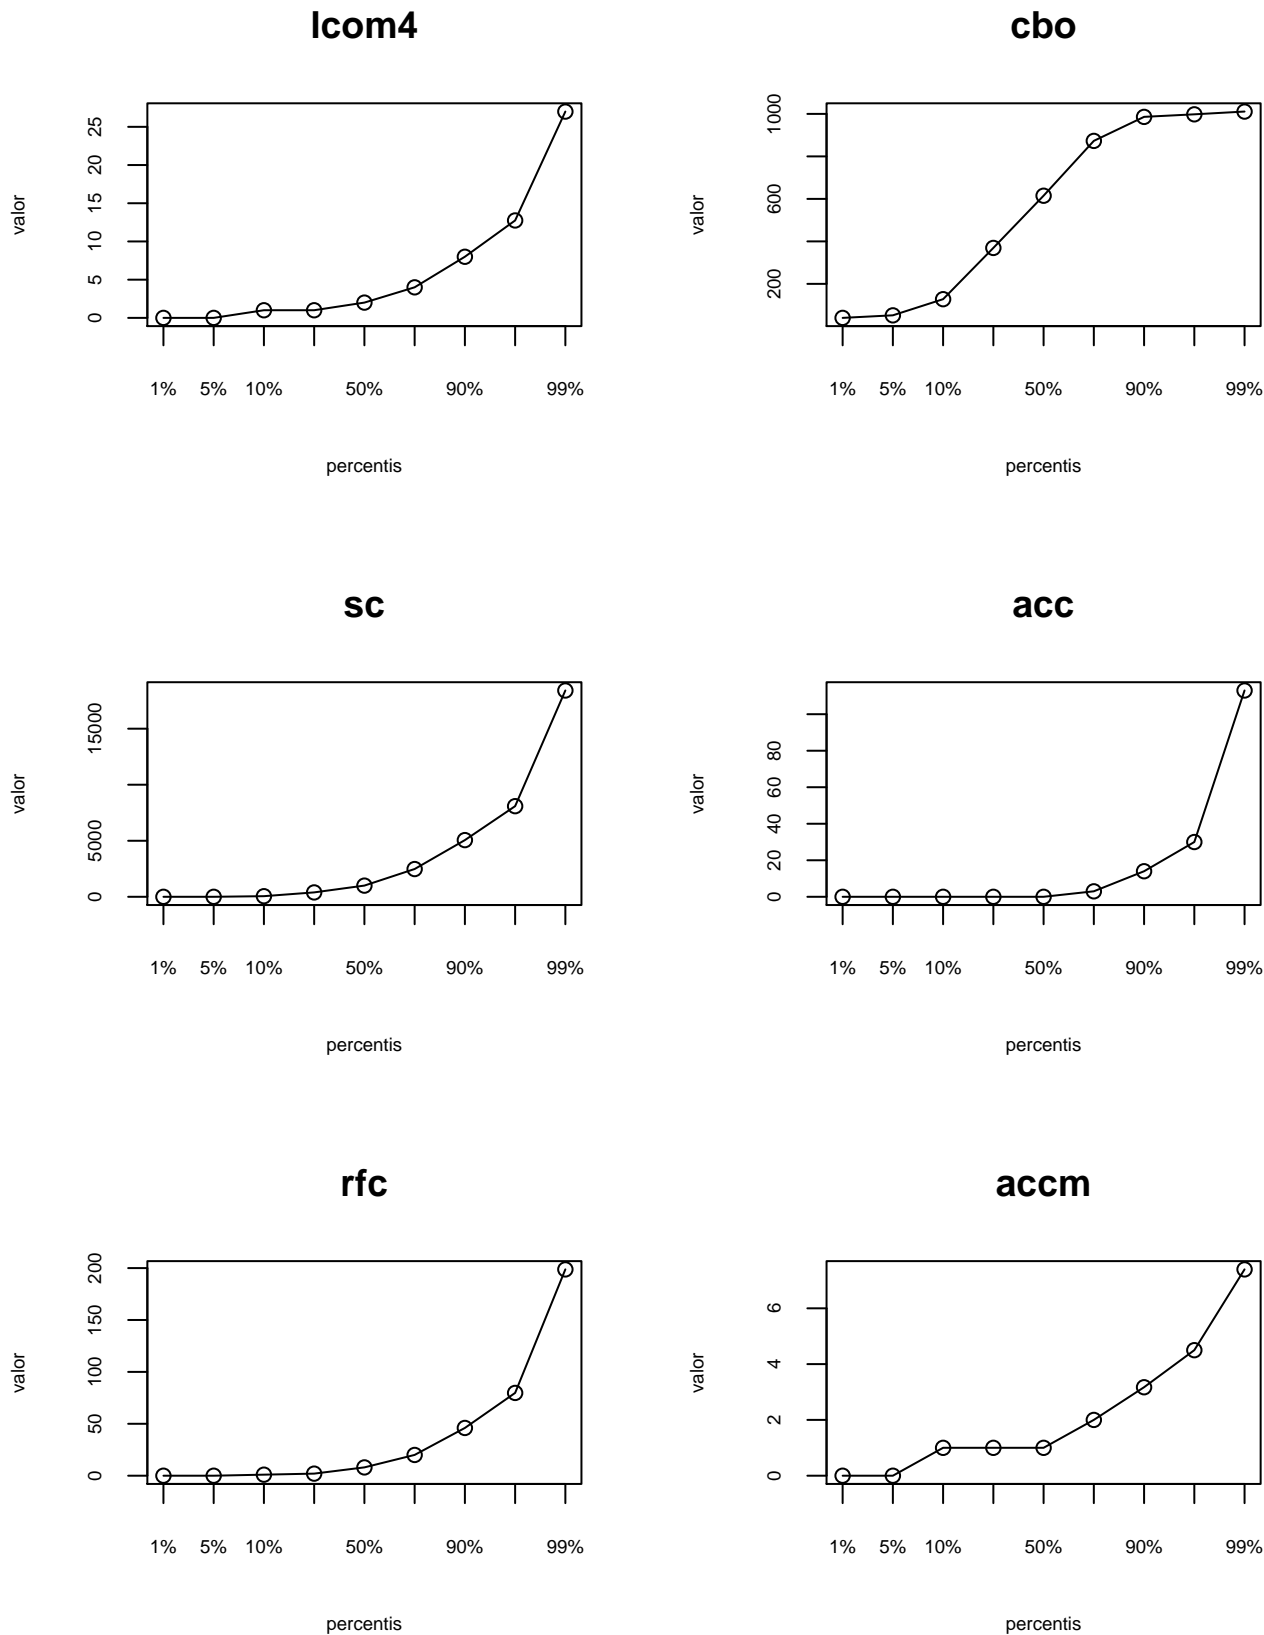 lcom4
valor
0 5 10 15 20 25
1% 5% 10% 50% 90% 99%
percentis
cbo
valor
200 600 1000
1% 5% 10% 50% 90% 99%
percentis
sc
valor
0 5000 15000
1% 5% 10% 50% 90% 99%
percentis
acc
valor
0 20 40 60 80
1% 5% 10% 50% 90% 99%
percentis
rfc
valor
0 50 100 150 200
1% 5% 10% 50% 90% 99%
percentis
accm
valor
0 2 4 6
1% 5% 10% 50% 90% 99%
percentis